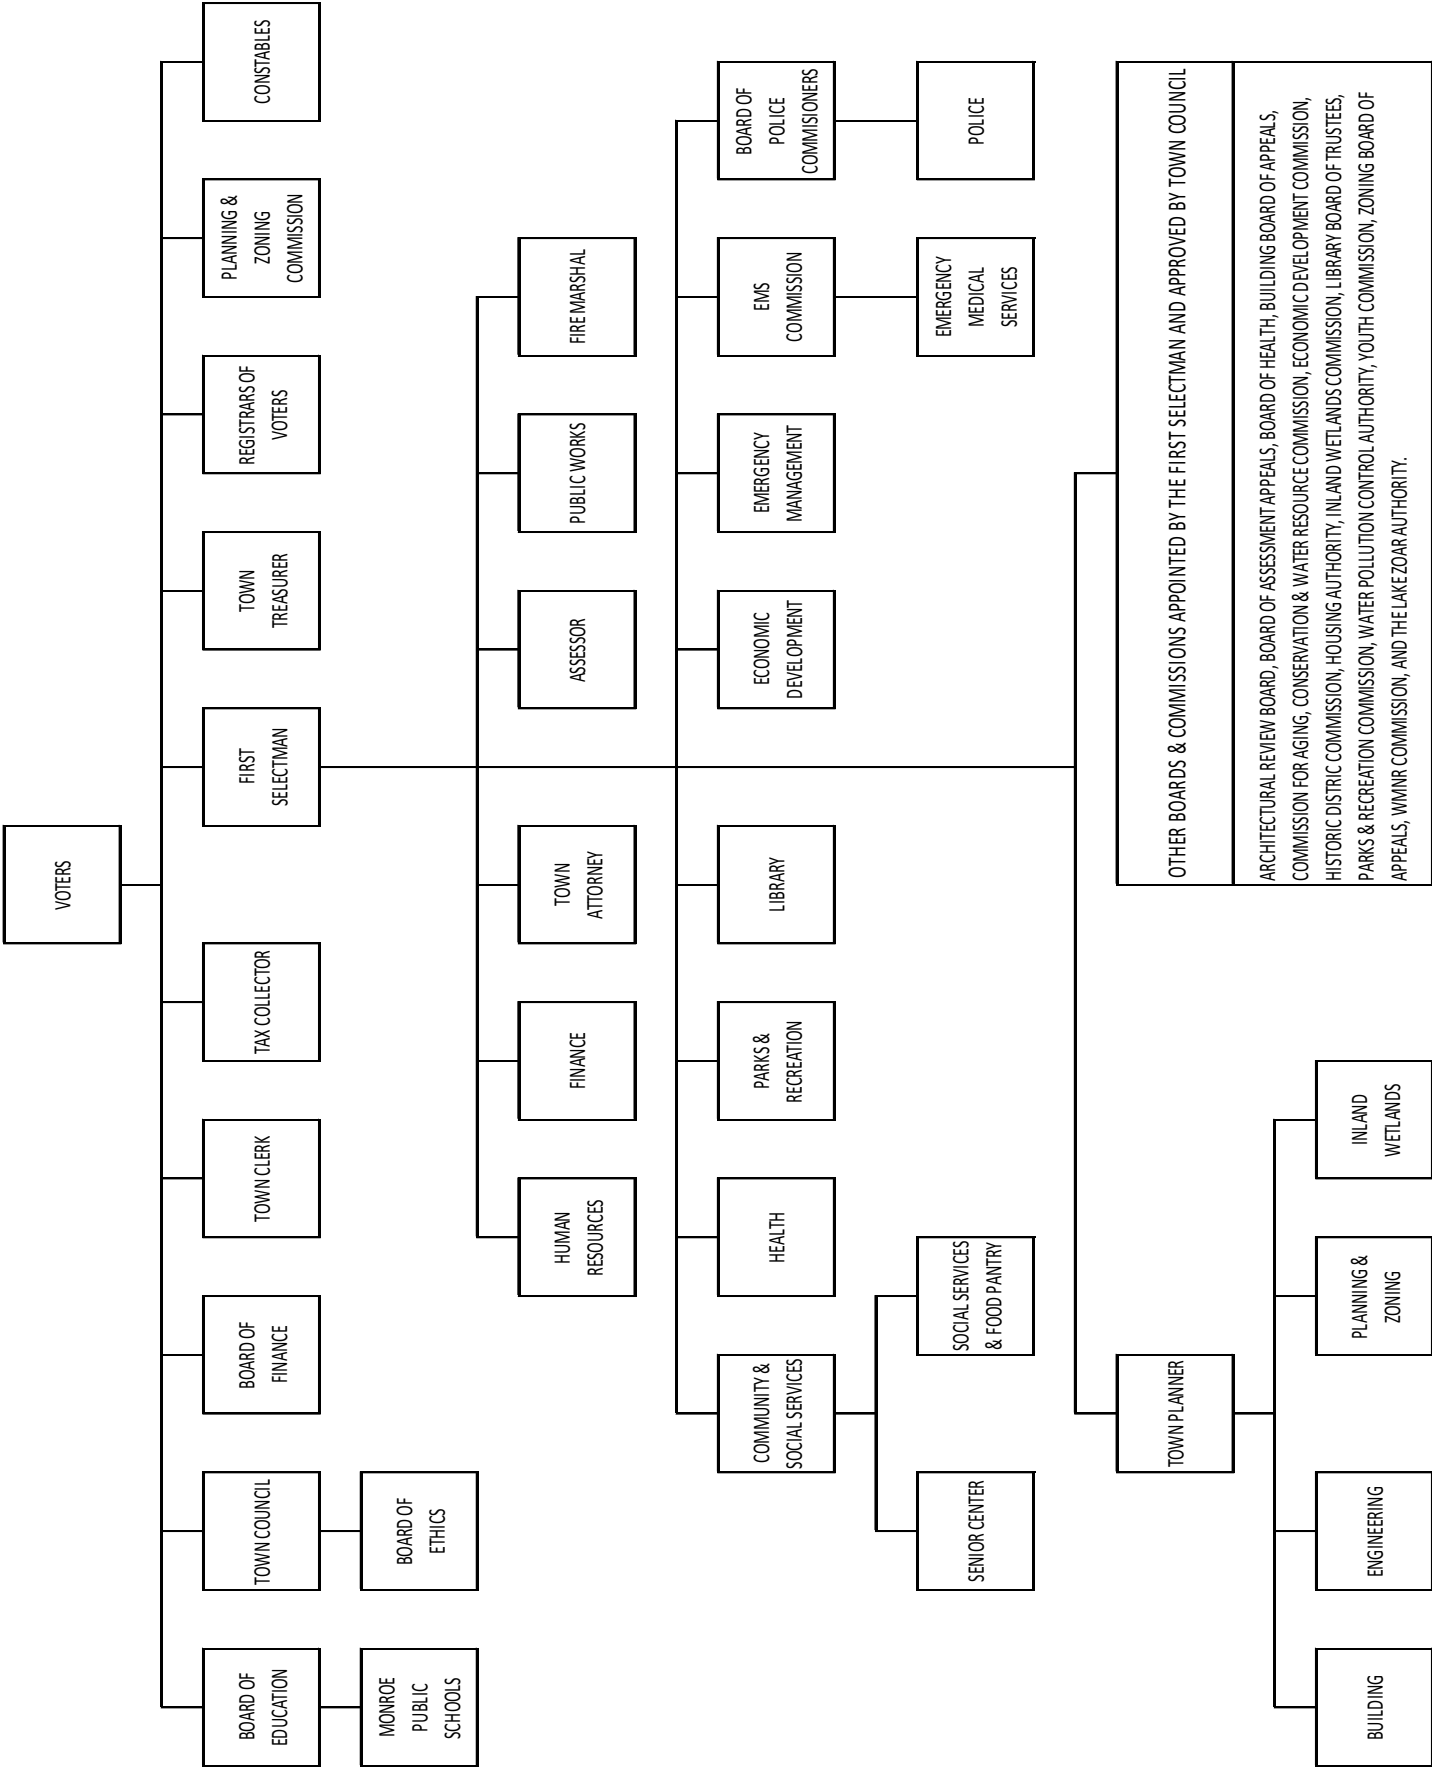 VOTERS
BOARD OF
EDUCATION
TOWN COUNCIL
BOARD OF
FINANCE
TOWN CLERK
TAX COLLECTOR
FIRST
SELECTMAN
TOWN
TREASURER
REGISTRARS OF
VOTERS
PLANNING &
ZONING
COMMISSION
CONSTABLES
MONROE
PUBLIC
SCHOOLS
BOARD OF
ETHICS
HUMAN
RESOURCES
FINANCE
TOWN
ATTORNEY
ASSESSOR
PUBLIC WORKS
FIRE MARSHAL
COMMUNITY &
SOCIAL SERVICES
HEALTH
PARKS &
RECREATION
LIBRARY
ECONOMIC
DEVELOPMENT
EMERGENCY
MANAGEMENT
EMS
COMMISSION
BOARD OF
POLICE
COMMISIONERS
SENIOR CENTER
SOCIAL SERVICES
& FOOD PANTRY
EMERGENCY
MEDICAL
SERVICES
POLICE
TOWN PLANNER
OTHER BOARDS & COMMISSIONS APPOINTED BY THE FIRST SELECTMAN AND APPROVED BY TOWN COUNCIL
ARCHITECTURAL REVIEW BOARD, BOARD OF ASSESSMENT APPEALS, BOARD OF HEALTH, BUILDING BOARD OF APPEALS,
COMMISSION FOR AGING, CONSERVATION & WATER RESOURCE COMMISSION, ECONOMIC DEVELOPMENT COMMISSION,
HISTORIC DISTRIC COMMISSION, HOUSING AUTHORITY, INLAND WETLANDS COMMISSION, LIBRARY BOARD OF TRUSTEES,
PARKS & RECREATION COMMISSION, WATER POLLUTION CONTROL AUTHORITY, YOUTH COMMISSION, ZONING BOARD OF
APPEALS, WMNR COMMISSION, AND THE LAKE ZOAR AUTHORITY.
BUILDING
ENGINEERING
PLANNING &
ZONING
INLAND
WETLANDS